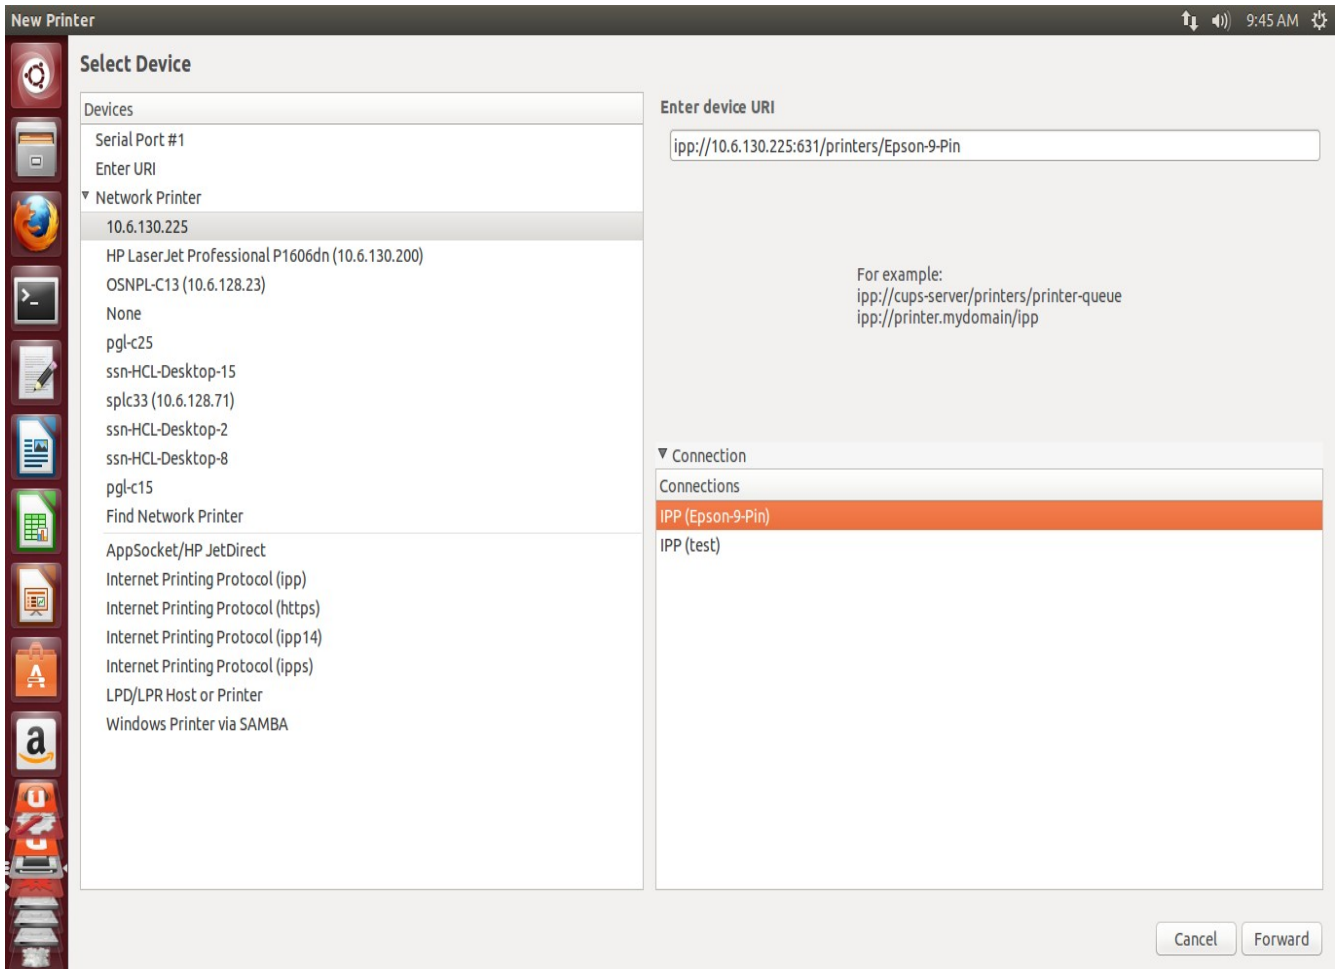 New Printer
9:45 AM
Select Device
Devices
Serial Port #1
Enter URI
Network Printer
10.6.130.225
HP LaserJet Professional P1606dn (10.6.130.200)
OSNPL-C13 (10.6.128.23)
None
pgl-c25
ssn-HCL-Desktop-15
splc33 (10.6.128.71)
ssn-HCL-Desktop-2
ssn-HCL-Desktop-8
pgl-c15
Find Network Printer
AppSocket/HP JetDirect
Internet Printing Protocol (ipp)
Internet Printing Protocol (https)
Internet Printing Protocol (ipp14)
Internet Printing Protocol (ipps)
LPD/LPR Host or Printer
Windows Printer via SAMBA
Enter device URI
ipp://10.6.130.225:631/printers/Epson-9-Pin
For example:
ipp://cups-server/printers/printer-queue
ipp://printer.mydomain/ipp
Connection
Connections
IPP (Epson-9-Pin)
IPP (test)
Cancel
Forward